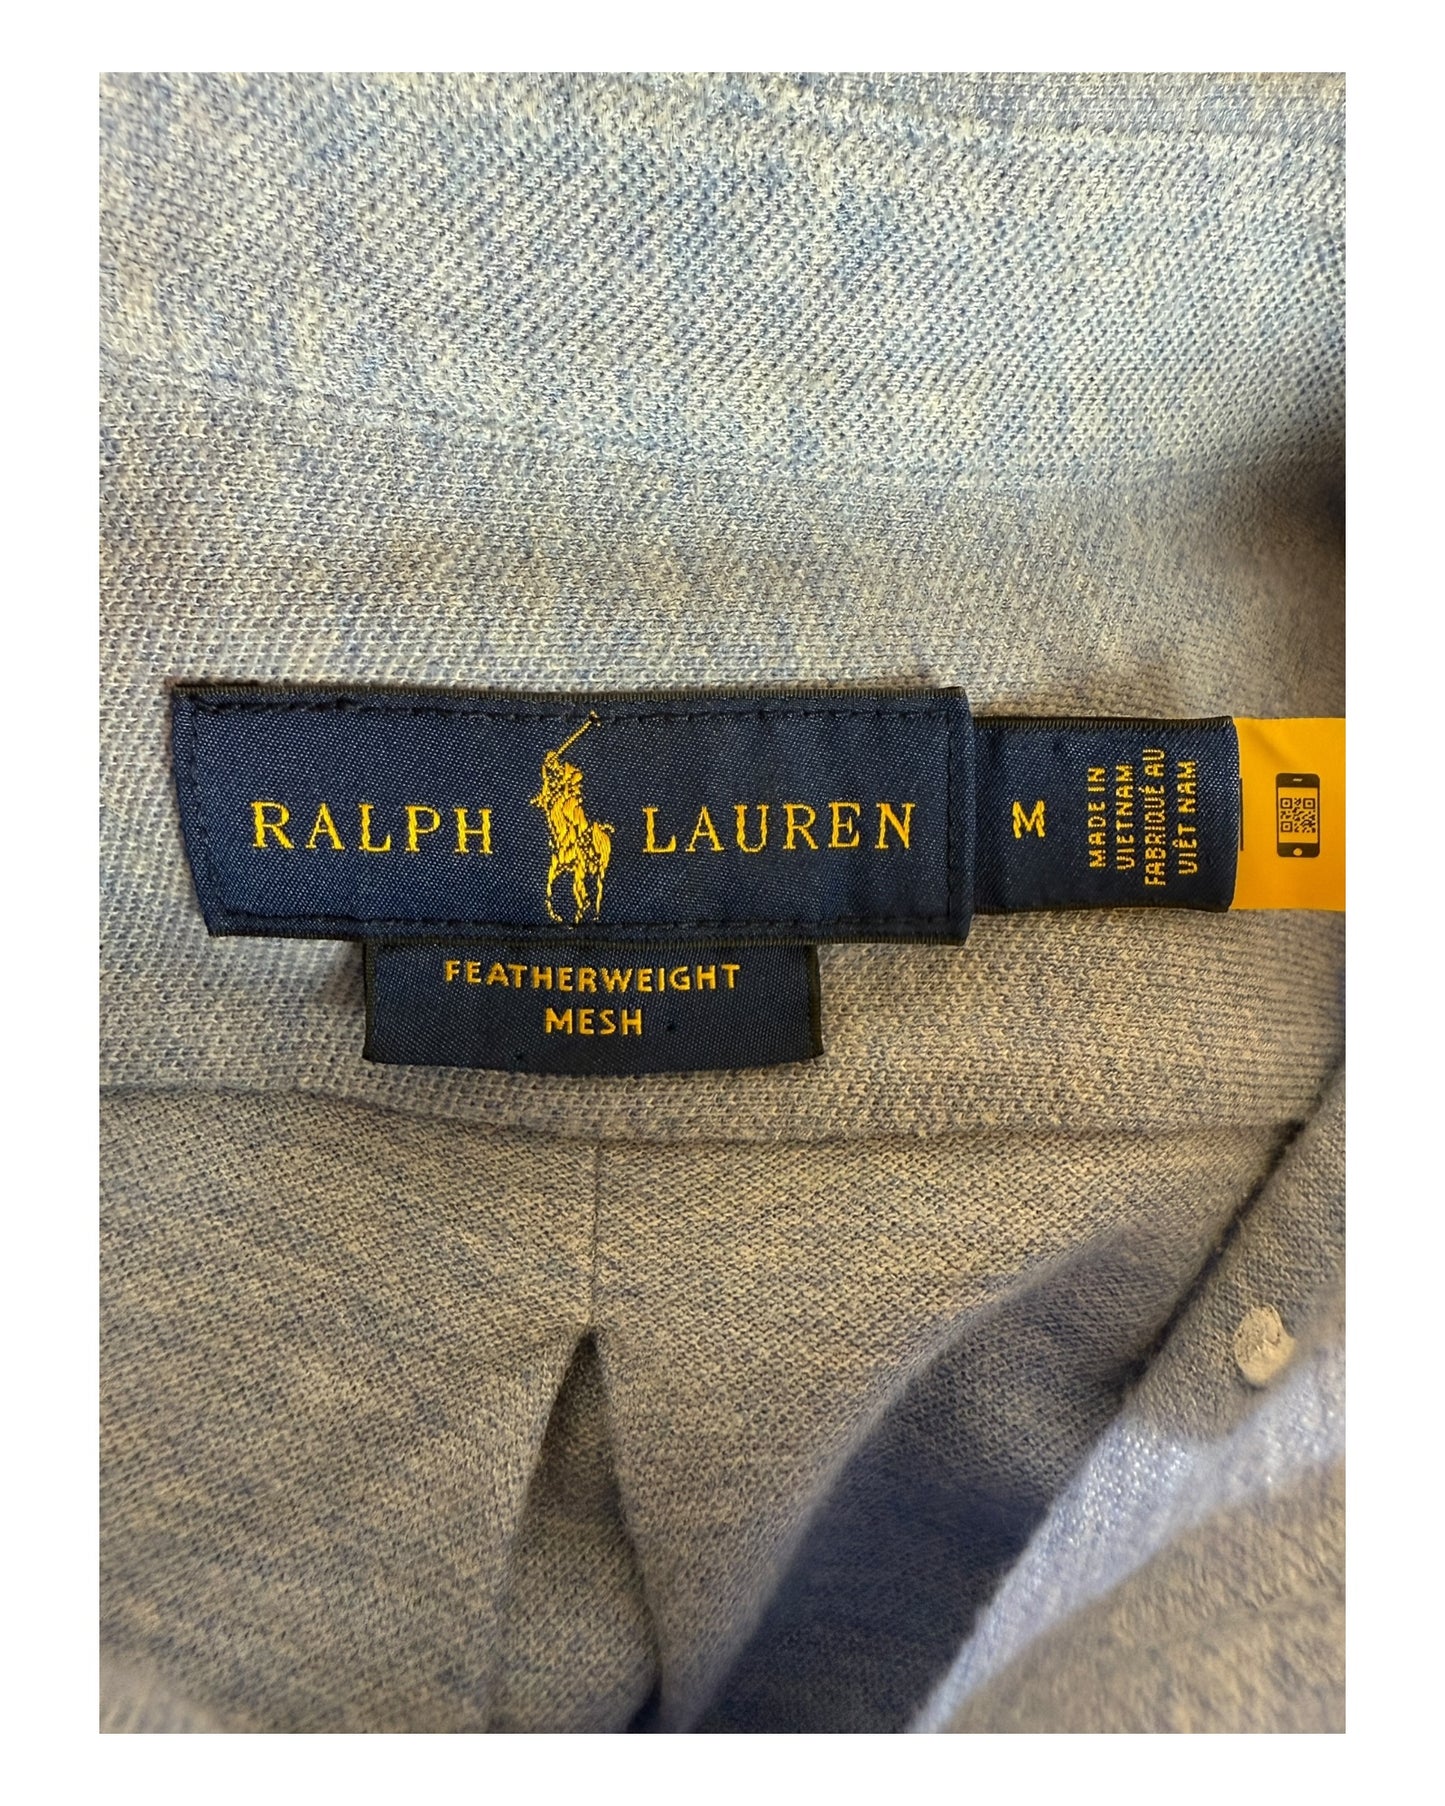 RALPH LAUREN
FEATHERWEIGHT
MESH
M
MADE IN
VIETNAM
FABRIQUÉ AU
VIÊT NAM